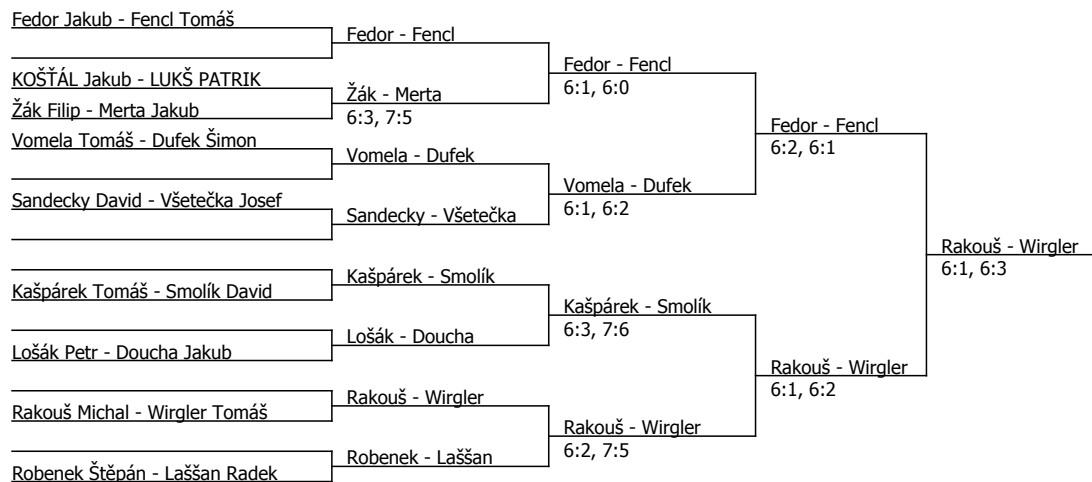 Fedor Jakub - Fencl Tomáš
Fedor - Fencl
Fedor - Fencl
6:1, 6:0
KOŠŤÁL Jakub - LUKŠ PATRIK
Žák - Merta
6:3, 7:5
Žák Filip - Merta Jakub
Fedor - Fencl
6:2, 6:1
Vomela Tomáš - Dufek Šimon
Vomela - Dufek
Vomela - Dufek
6:1, 6:2
Sandecky David - Všetečka Josef
Sandecky - Všetečka
Rakouš - Wirgler
6:1, 6:3
Kašpárek - Smolík
Kašpárek Tomáš - Smolík David
Kašpárek - Smolík
6:3, 7:6
Lošák - Doucha
Lošák Petr - Doucha Jakub
Rakouš - Wirgler
6:1, 6:2
Rakouš - Wirgler
Rakouš Michal - Wirgler Tomáš
Rakouš - Wirgler
6:2, 7:5
Robenek - Laššan
Robenek Štěpán - Laššan Radek